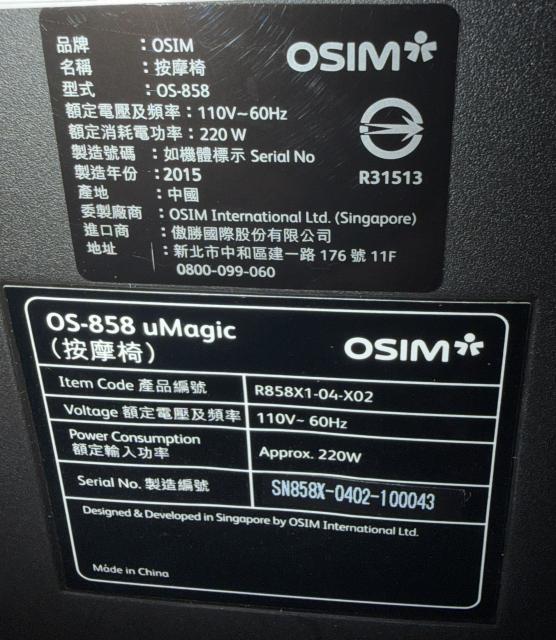 OSIM
品牌：OSIM
名稱：按摩椅
型式：OS-858
額定電壓及頻率：110V~60Hz
額定消耗電功率：220 W
製造號碼：如機體標示 Serial No
製造年份：2015
產地：中國
委製廠商：OSIM International Ltd. (Singapore)
進口商：傲勝國際股份有限公司
地址：新北市中和區建一路 176 號 11F
0800-099-060
R31513
OS-858 uMagic
（按摩椅）
OSIM
Item Code 產品編號 R858X1-04-X02
Voltage 額定電壓及頻率 110V~ 60Hz
Power Consumption
額定輸入功率 Approx. 220W
Serial No. 製造編號 SN858X-0402-100043
Designed & Developed in Singapore by OSIM International Ltd.
Made in China